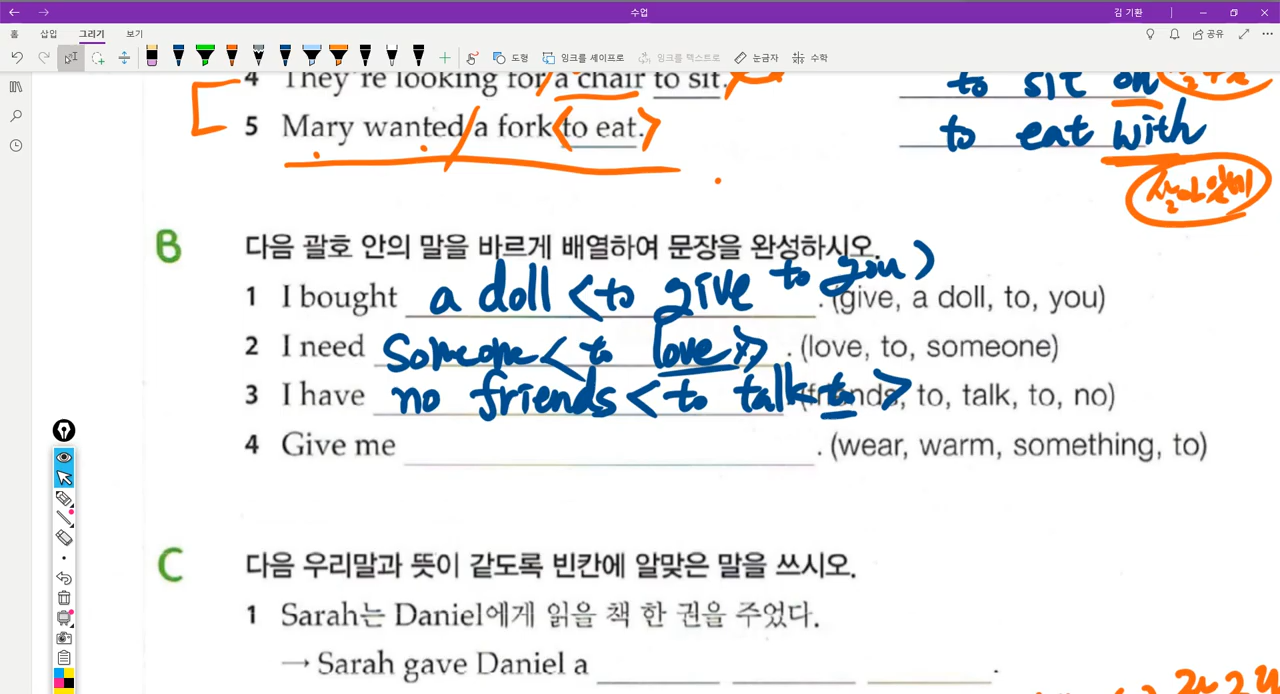 수업
김 기환
홈 삽입 그리기 보기
도형 잉크를 셰이프로 잉크를 텍스트로 눈금자 수학 공유
4 They're looking for a chair to sit. to sit on
5 Mary wanted a fork <to eat.> to eat with
B 다음 괄호 안의 말을 바르게 배열하여 문장을 완성하시오.
1 I bought a doll <to give to you> . (give, a doll, to, you)
2 I need someone <to love> . (love, to, someone)
3 I have no friends <to talk to> (friends, to, talk, to, no)
4 Give me . (wear, warm, something, to)
C 다음 우리말과 뜻이 같도록 빈칸에 알맞은 말을 쓰시오.
1 Sarah는 Daniel에게 읽을 책 한 권을 주었다.
→ Sarah gave Daniel a .